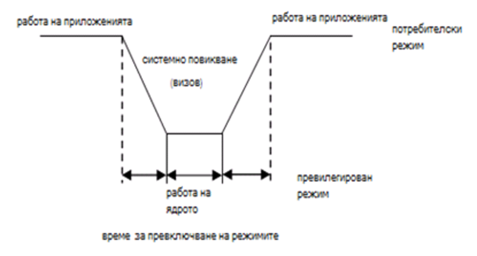 работа на приложенията
работа на приложенията
потребителски
режим
системно повикване
(визов)
превилегирован
режим
работа на
ядрото
време за превключване на режимите